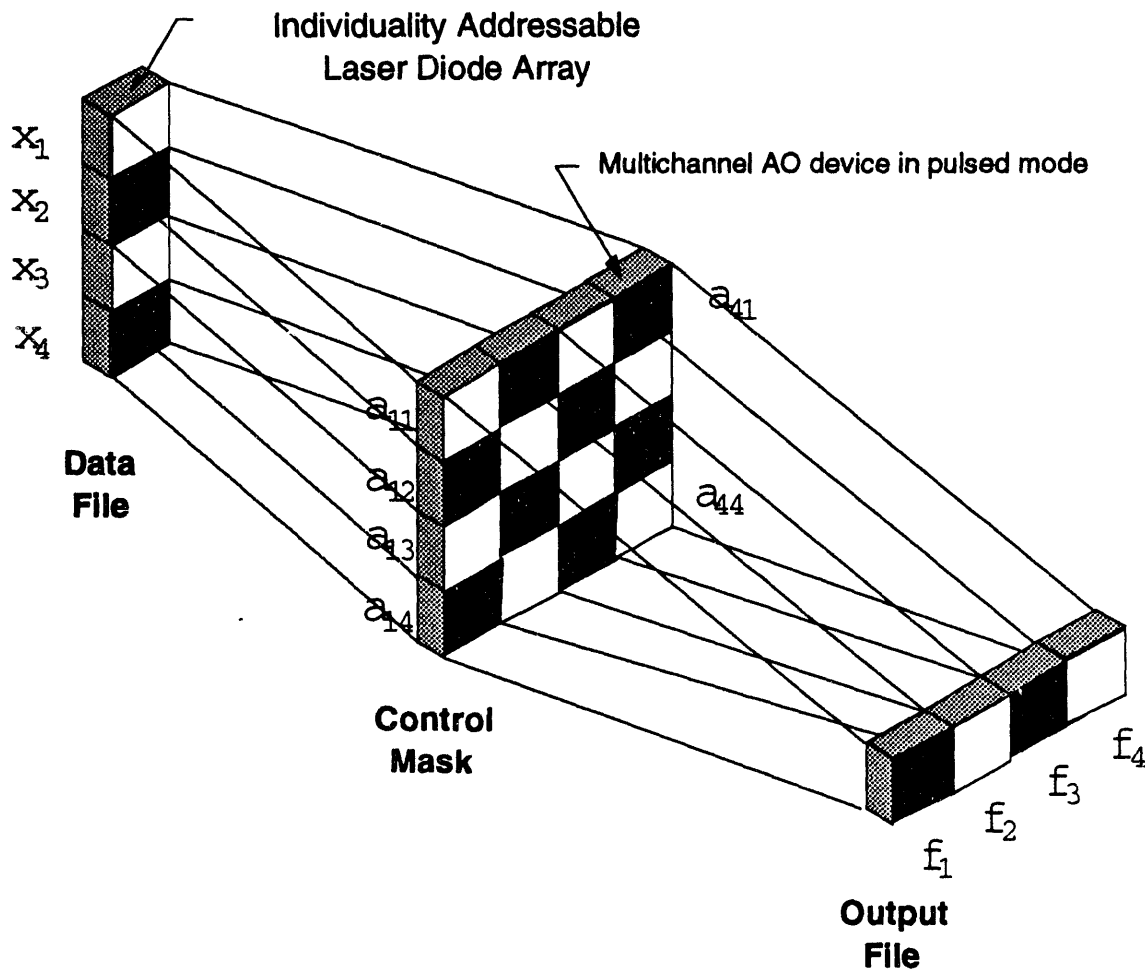 Individuality Addressable
Laser Diode Array
Multichannel AO device in pulsed mode
x1
x2
x3
x4
a41
a11
a12
a13
a14
a44
Data
File
Control
Mask
f4
f3
f2
f1
Output
File